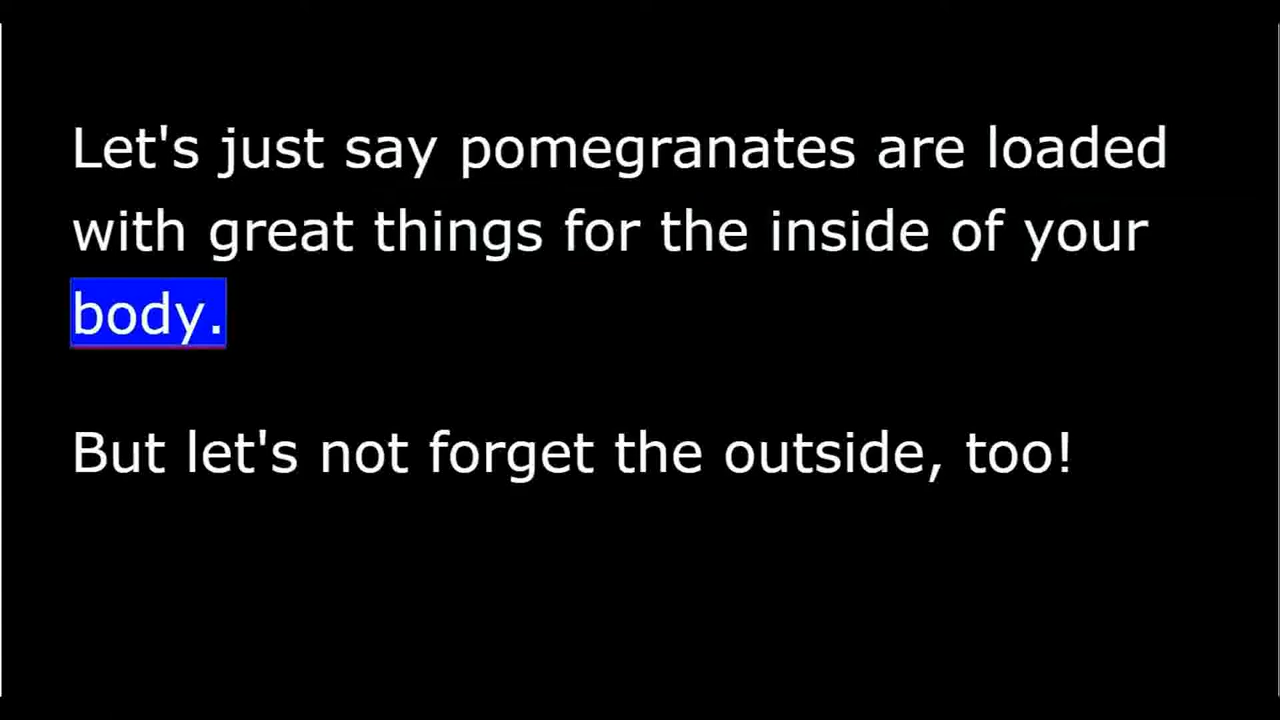 Let's just say pomegranates are loaded
with great things for the inside of your
body.
But let's not forget the outside, too!